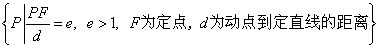 {P | PF/d = e, e > 1, F为定点, d为动点到定直线的距离}